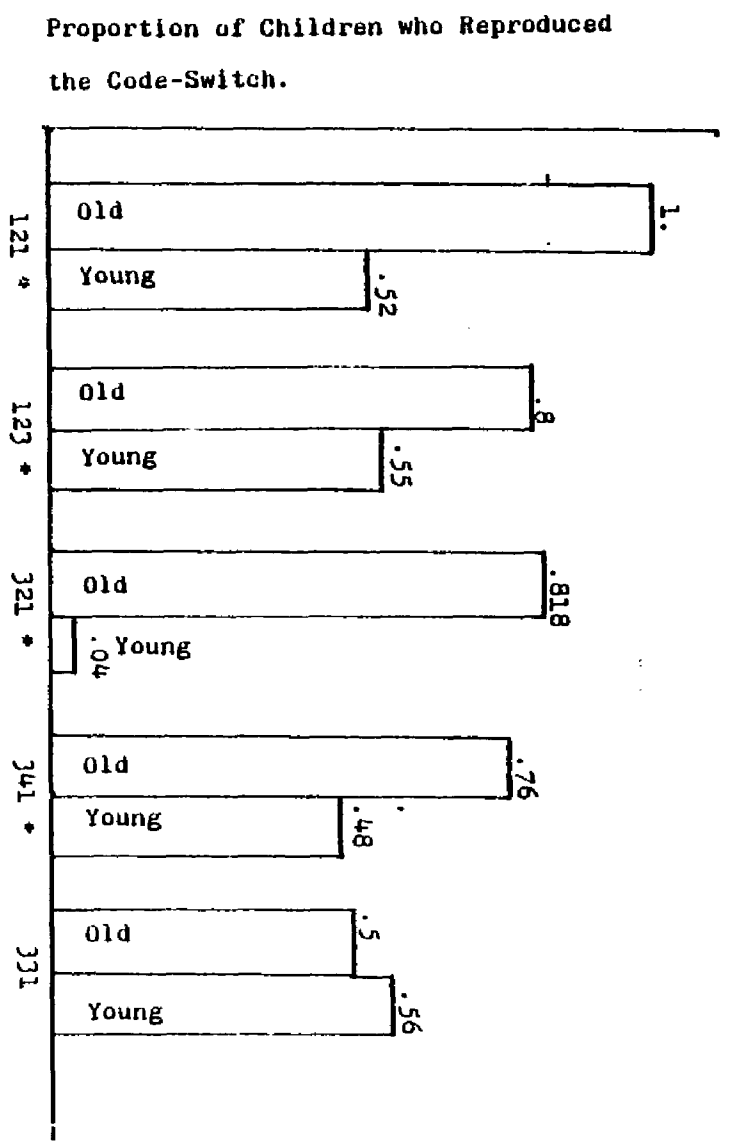 Proportion of Children who Reproduced
the Code-Switch.
Old
1.
121 *
Young
.52
Old
.8
123 *
Young
.55
Old
.818
321 *
Young
.04
Old
.76
341 *
Young
.48
Old
.5
331
Young
.56